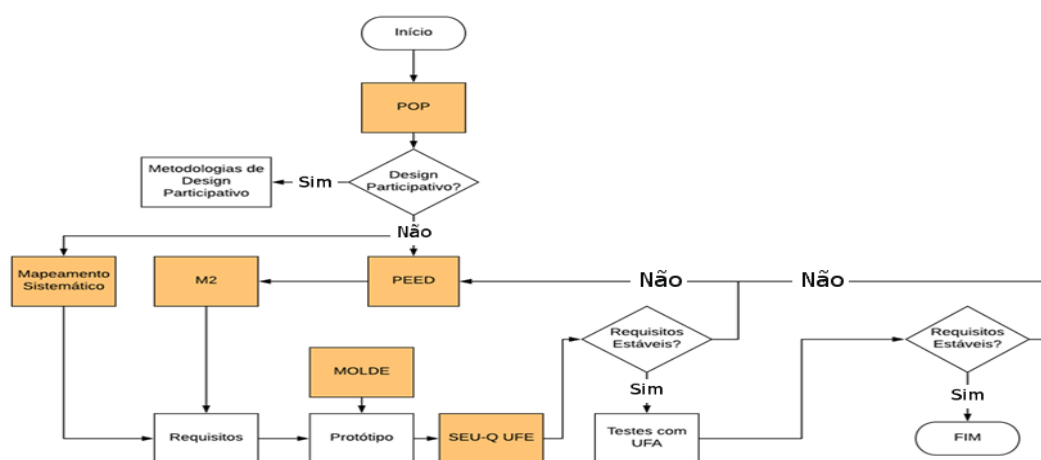 Início
POP
Metodologias de
Design
Participativo
Sim
Design
Participativo?
Não
Mapeamento
Sistemático
M2
PEED
Não
Não
Requisitos
Estáveis?
Requisitos
Estáveis?
MOLDE
Sim
Sim
Requisitos
Protótipo
SEU-Q UFE
Testes com
UFA
FIM